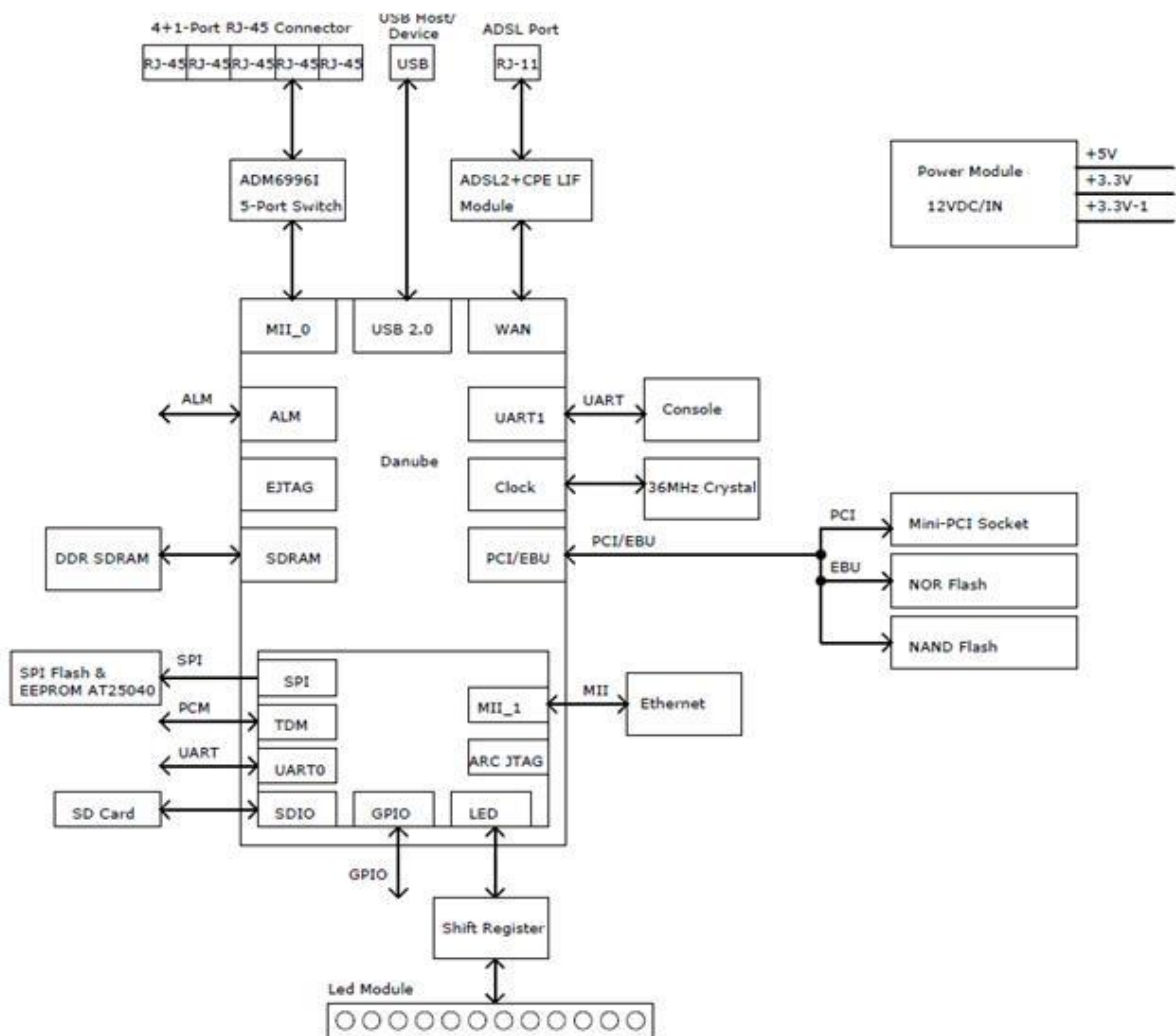 4+1-Port RJ-45 Connector
USB Host/
Device
ADSL Port
RJ-45 RJ-45 RJ-45 RJ-45 RJ-45
USB
RJ-11
ADM6996I
5-Port Switch
ADSL2+CPE LIF
Module
Power Module
12VDC/IN
+5V
+3.3V
+3.3V-1
MII_0
USB 2.0
WAN
ALM
ALM
UART1
UART
Console
Danube
EJTAG
Clock
36MHz Crystal
DDR SDRAM
SDRAM
PCI/EBU
PCI/EBU
PCI
Mini-PCI Socket
EBU
NOR Flash
NAND Flash
SPI Flash &
EEPROM AT25040
SPI
SPI
PCM
TDM
UART
UART0
SD Card
SDIO
MII_1
MII
Ethernet
ARC JTAG
GPIO
LED
GPIO
Shift Register
Led Module